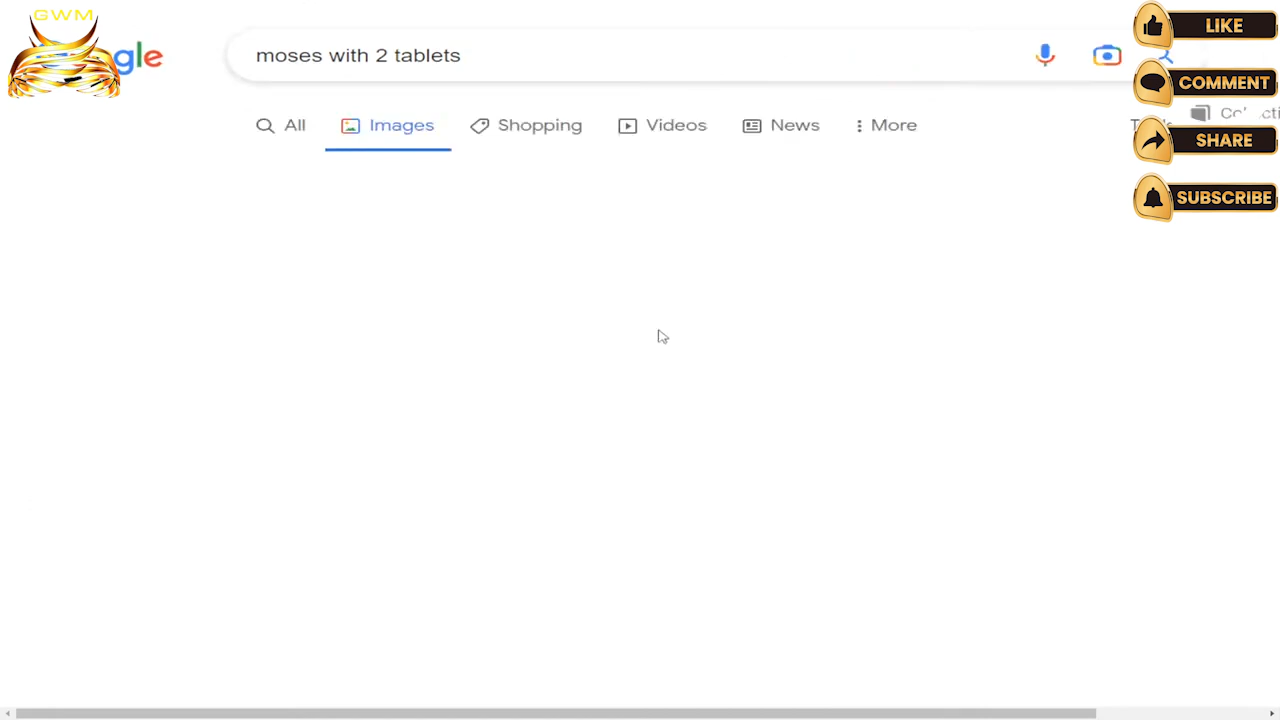 GWM
gle
moses with 2 tablets
All
Images
Shopping
Videos
News
More
LIKE
COMMENT
SHARE
SUBSCRIBE